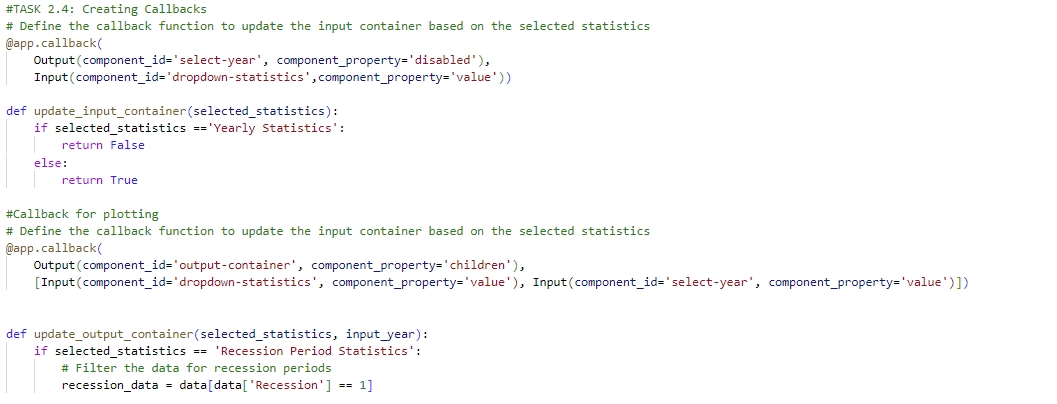 #TASK 2.4: Creating Callbacks
# Define the callback function to update the input container based on the selected statistics
@app.callback(
    Output(component_id='select-year', component_property='disabled'),
    Input(component_id='dropdown-statistics',component_property='value'))

def update_input_container(selected_statistics):
    if selected_statistics =='Yearly Statistics':
        return False
    else:
        return True

#Callback for plotting
# Define the callback function to update the input container based on the selected statistics
@app.callback(
    Output(component_id='output-container', component_property='children'),
    [Input(component_id='dropdown-statistics', component_property='value'), Input(component_id='select-year', component_property='value')])


def update_output_container(selected_statistics, input_year):
    if selected_statistics == 'Recession Period Statistics':
        # Filter the data for recession periods
        recession_data = data[data['Recession'] == 1]